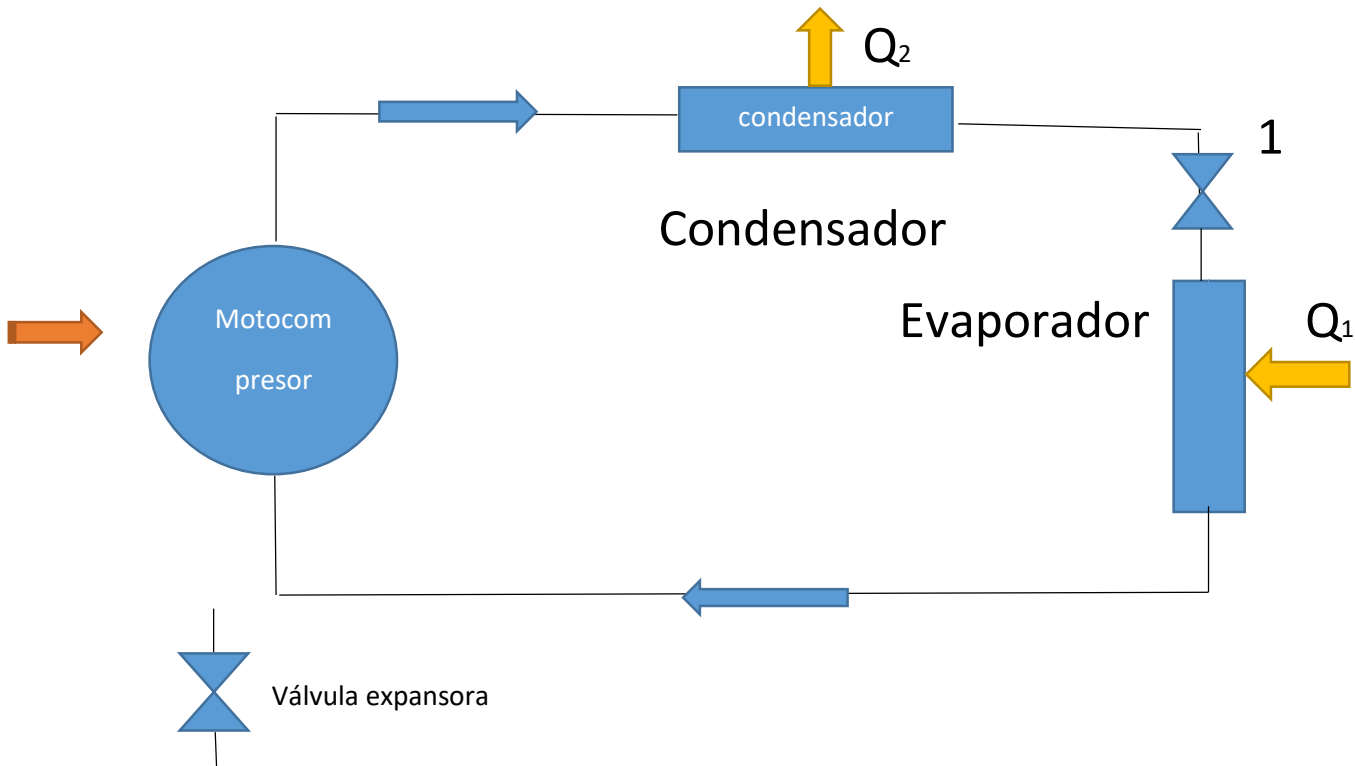 Q2
condensador
1
Condensador
Evaporador
Q1
Motocom
presor
Válvula expansora